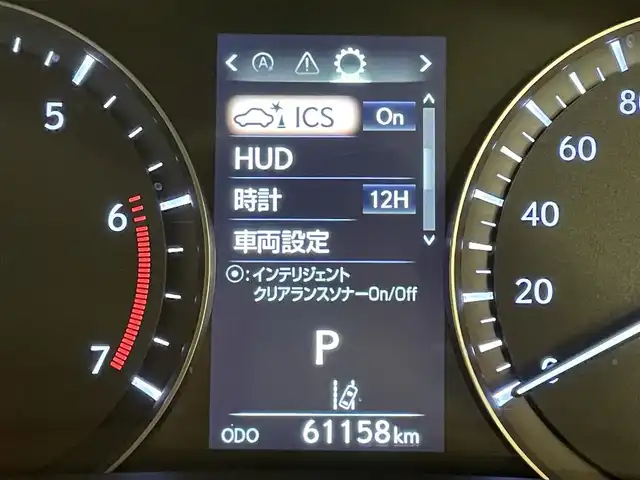 A
ICS On
HUD
時計 12H
車両設定
:インテリジェント
クリアランスソナーOn/Off
P
ODO 61158km
5
6
7
80
60
40
20
0